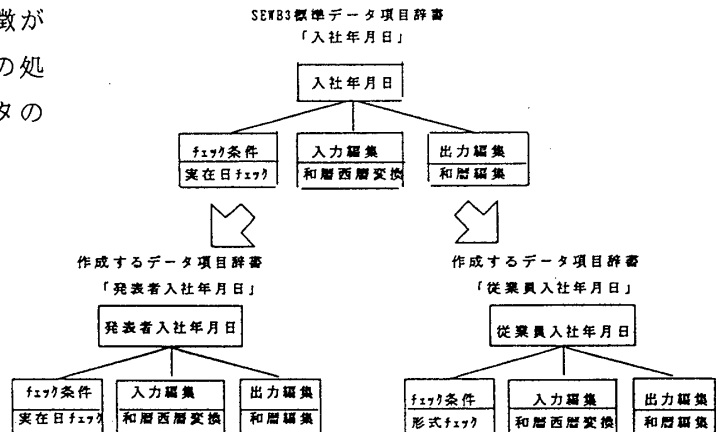 徴が
の処
タの
SEWB3標準データ項目辞書
「入社年月日」
入社年月日
ﾁｪｯｸ条件
実在日チェック
入力編集
和暦西暦変換
出力編集
和暦編集
作成するデータ項目辞書
「発表者入社年月日」
発表者入社年月日
ﾁｪｯｸ条件
実在日チェック
入力編集
和暦西暦変換
出力編集
和暦編集
作成するデータ項目辞書
「従業員入社年月日」
従業員入社年月日
ﾁｪｯｸ条件
形式チェック
入力編集
和暦西暦変換
出力編集
和暦編集